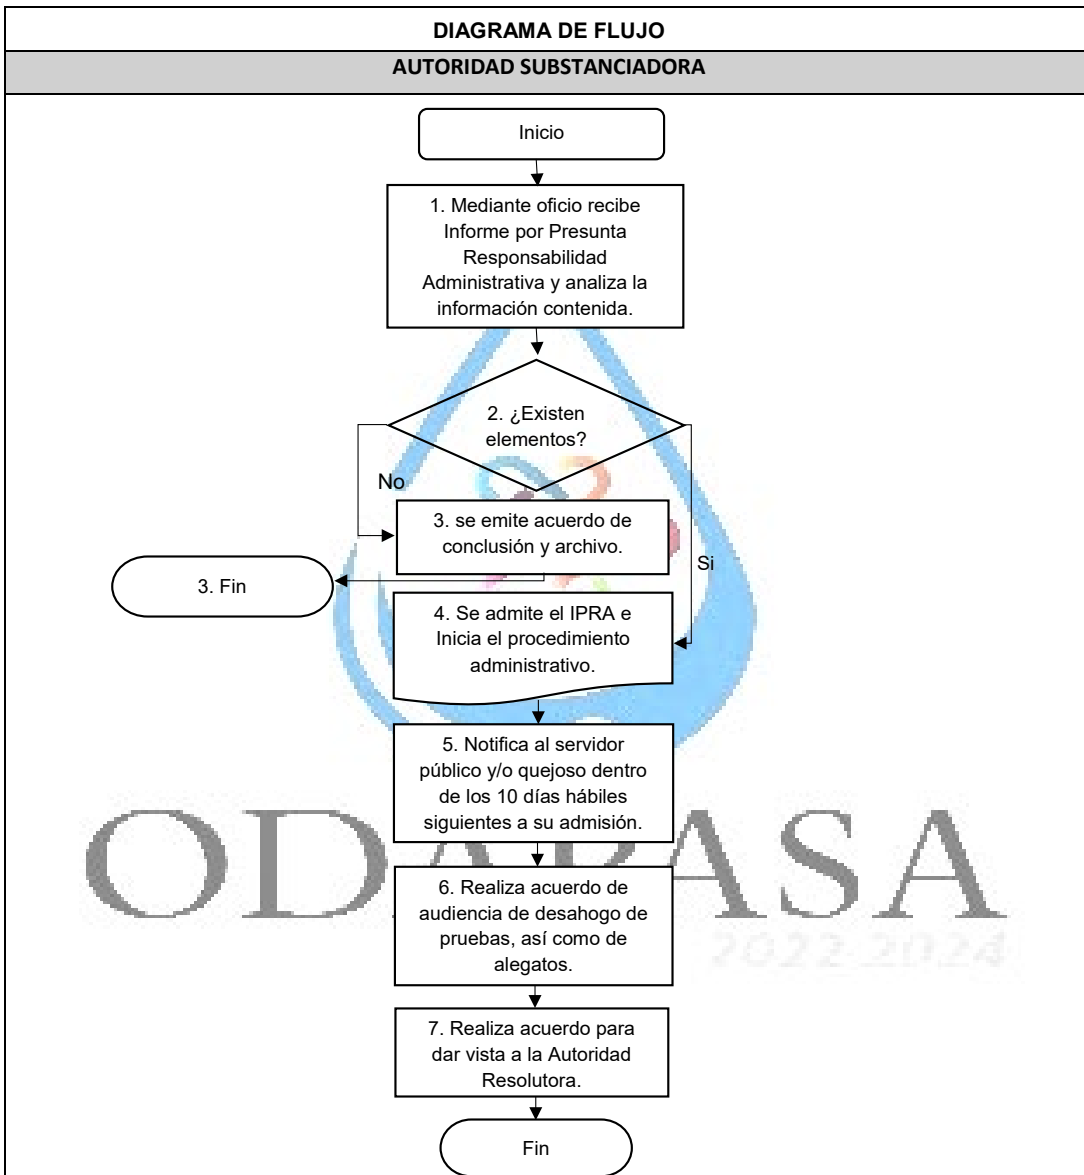 DIAGRAMA DE FLUJO
AUTORIDAD SUBSTANCIADORA
Inicio
1. Mediante oficio recibe
Informe por Presunta
Responsabilidad
Administrativa y analiza la
información contenida.
2. ¿Existen
elementos?
No
3. se emite acuerdo de
conclusión y archivo.
Si
3. Fin
4. Se admite el IPRA e
Inicia el procedimiento
administrativo.
5. Notifica al servidor
público y/o quejoso dentro
de los 10 días hábiles
siguientes a su admisión.
ODAPASA
2022-2024
6. Realiza acuerdo de
audiencia de desahogo de
pruebas, así como de
alegatos.
7. Realiza acuerdo para
dar vista a la Autoridad
Resolutora.
Fin